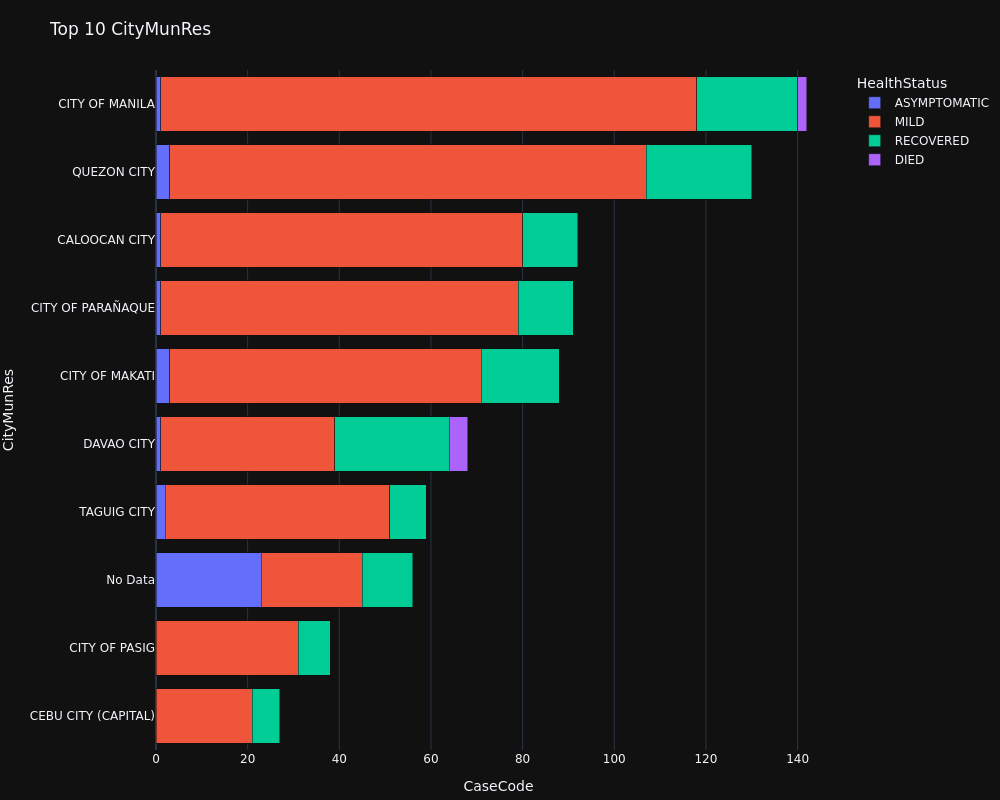 Top 10 CityMunRes
HealthStatus
ASYMPTOMATIC
MILD
RECOVERED
DIED
CityMunRes
CITY OF MANILA
QUEZON CITY
CALOOCAN CITY
CITY OF PARAÑAQUE
CITY OF MAKATI
DAVAO CITY
TAGUIG CITY
No Data
CITY OF PASIG
CEBU CITY (CAPITAL)
0 20 40 60 80 100 120 140
CaseCode